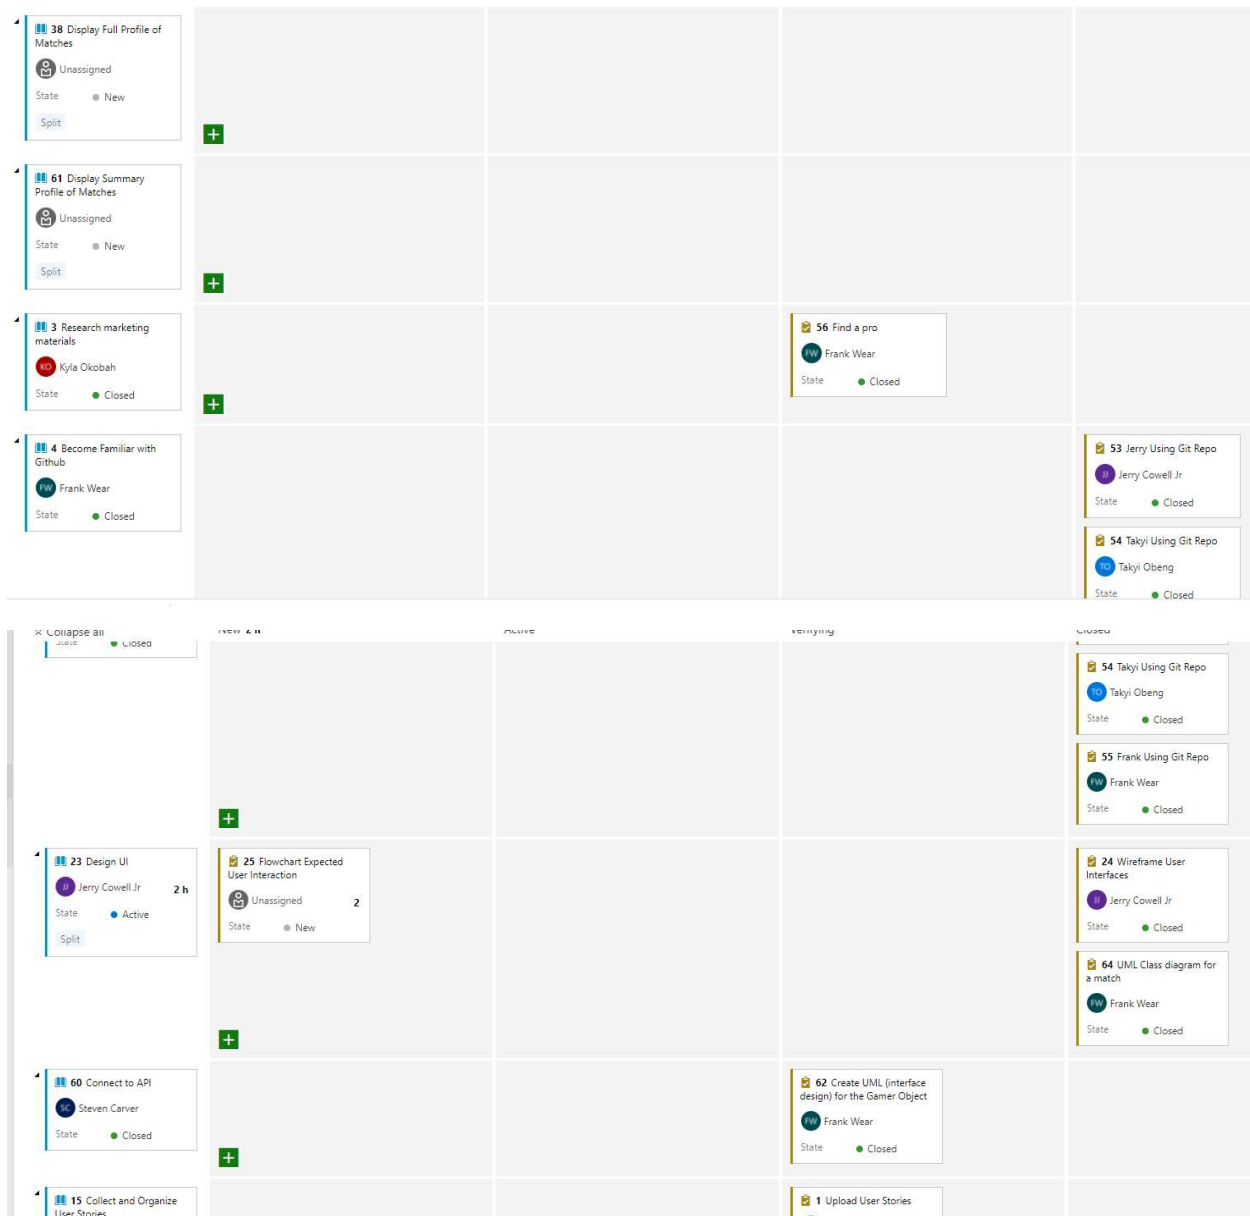 38 Display Full Profile of
Matches
Unassigned
State New
Split
61 Display Summary
Profile of Matches
Unassigned
State New
Split
3 Research marketing
materials
KO Kyla Okobah
State Closed
56 Find a pro
FW Frank Wear
State Closed
4 Become Familiar with
Github
FW Frank Wear
State Closed
53 Jerry Using Git Repo
JJ Jerry Cowell Jr
State Closed
54 Takyi Using Git Repo
TO Takyi Obeng
State Closed
Collapse all
New 2 h
Active
Verifying
Closed
State Closed
54 Takyi Using Git Repo
TO Takyi Obeng
State Closed
55 Frank Using Git Repo
FW Frank Wear
State Closed
23 Design UI
JJ Jerry Cowell Jr 2 h
State Active
Split
25 Flowchart Expected
User Interaction
Unassigned 2
State New
24 Wireframe User
Interfaces
JJ Jerry Cowell Jr
State Closed
64 UML Class diagram for
a match
FW Frank Wear
State Closed
60 Connect to API
SC Steven Carver
State Closed
62 Create UML (interface
design) for the Gamer Object
FW Frank Wear
State Closed
15 Collect and Organize
User Stories
1 Upload User Stories